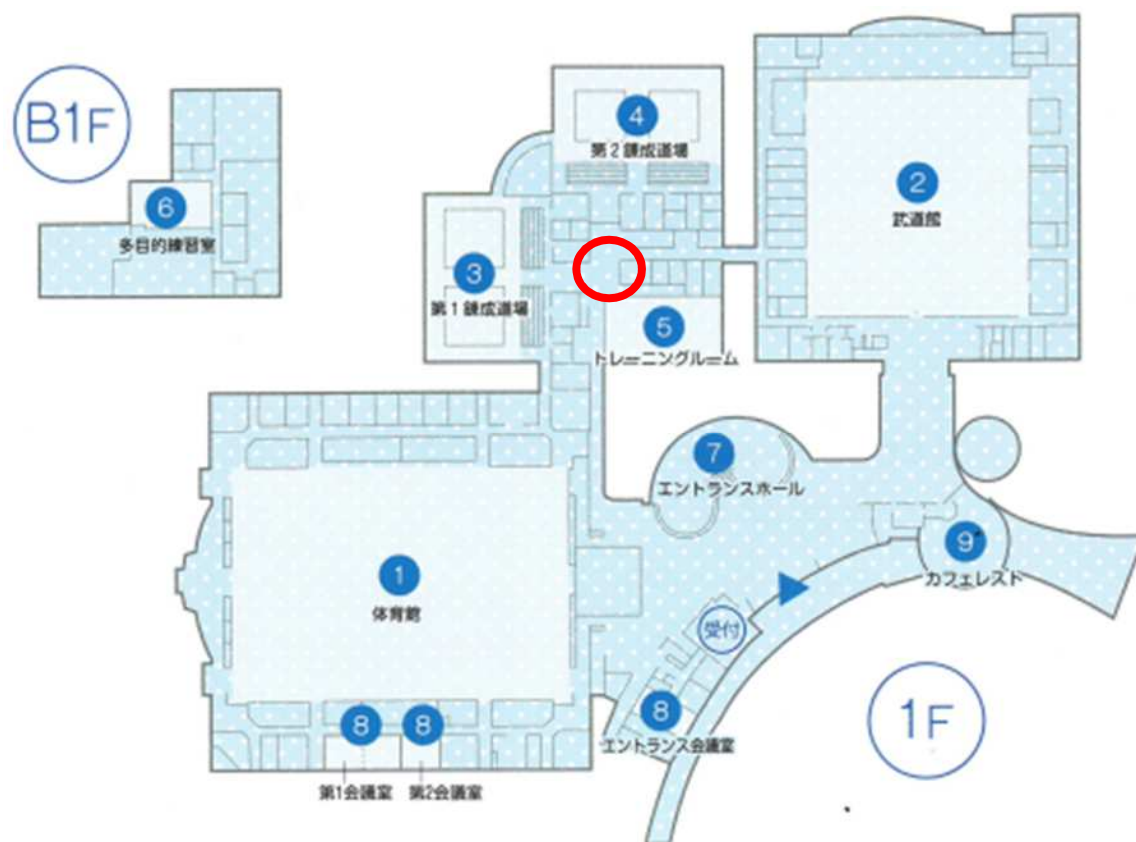 B1F
4
第2錬成道場
2
武道館
6
多目的練習室
3
第1錬成道場
5
トレーニングルーム
7
エントランスホール
9
カフェレスト
1
体育館
受付
8
エントランス会議室
1F
8
8
第1会議室
第2会議室